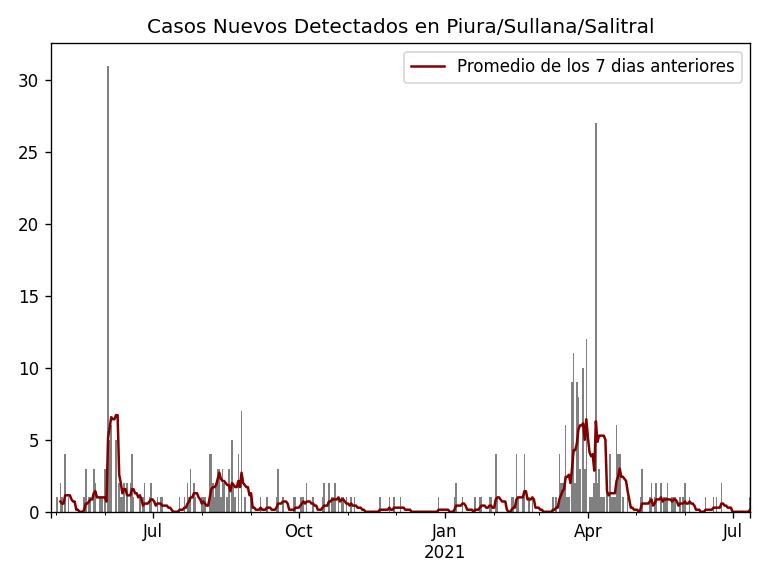 Casos Nuevos Detectados en Piura/Sullana/Salitral
Promedio de los 7 dias anteriores
30
25
20
15
10
5
0
Jul
Oct
Jan
2021
Apr
Jul